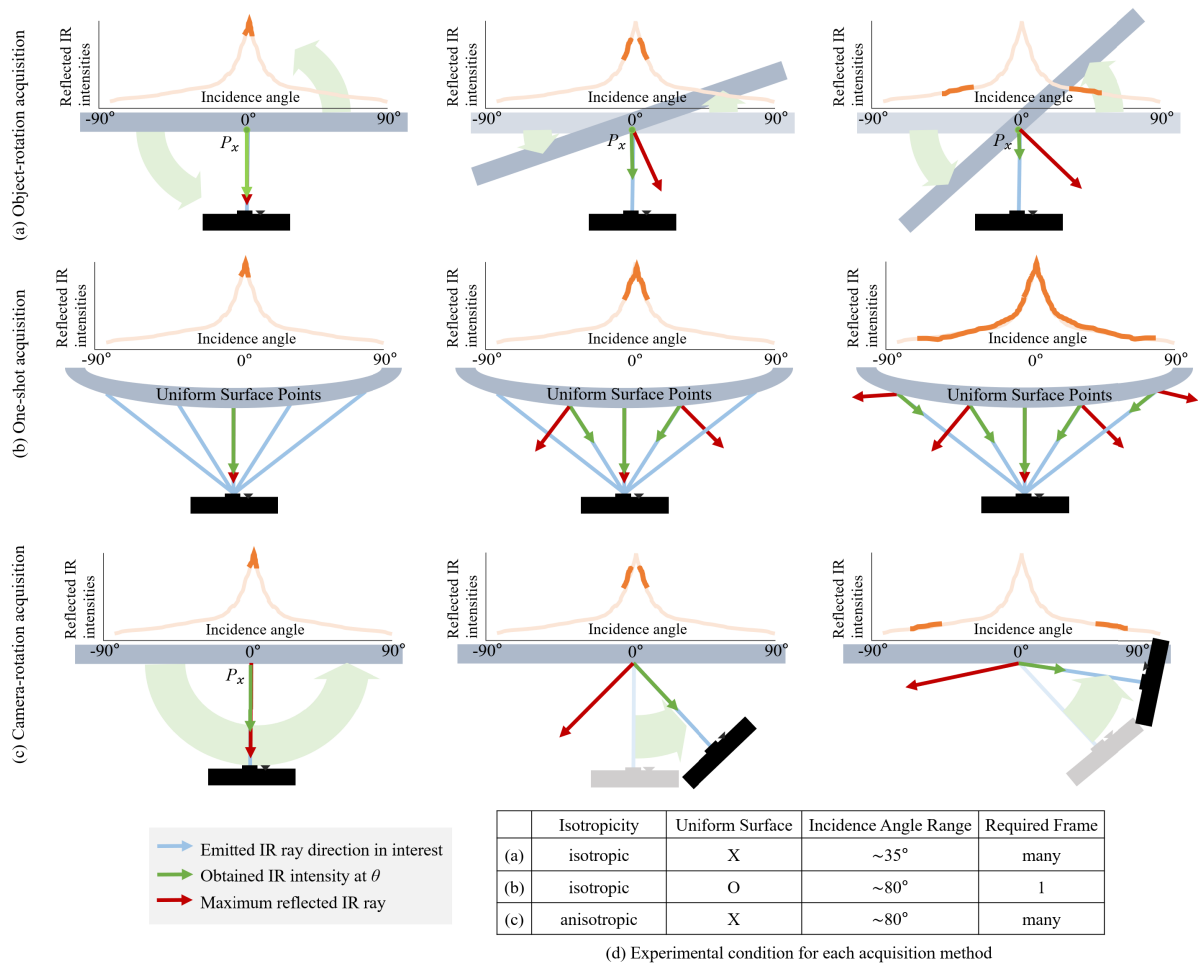 (a) Object-rotation acquisition
Reflected IR
intensities
Incidence angle
-90°
0°
90°
Pₓ
Reflected IR
intensities
Incidence angle
-90°
0°
90°
Pₓ
Reflected IR
intensities
Incidence angle
-90°
0°
90°
Pₓ
(b) One-shot acquisition
Reflected IR
intensities
Incidence angle
-90°
0°
90°
Uniform Surface Points
Reflected IR
intensities
Incidence angle
-90°
0°
90°
Uniform Surface Points
Reflected IR
intensities
Incidence angle
-90°
0°
90°
Uniform Surface Points
(c) Camera-rotation acquisition
Reflected IR
intensities
Incidence angle
-90°
0°
90°
Pₓ
Reflected IR
intensities
Incidence angle
-90°
0°
90°
Reflected IR
intensities
Incidence angle
-90°
0°
90°
Emitted IR ray direction in interest
Obtained IR intensity at θ
Maximum reflected IR ray
Isotropicity Uniform Surface Incidence Angle Range Required Frame
(a) isotropic X ~35° many
(b) isotropic O ~80° 1
(c) anisotropic X ~80° many
(d) Experimental condition for each acquisition method